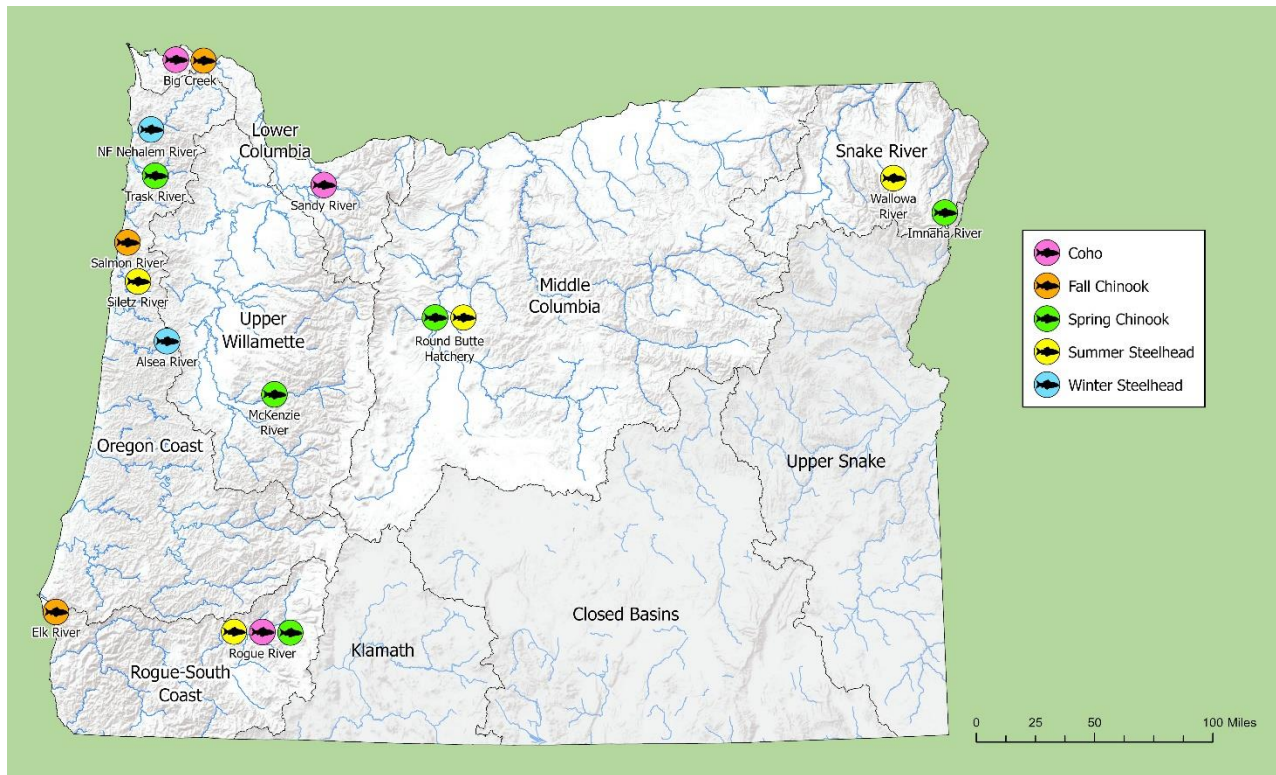 Big Creek
Lower
Columbia
NF Nehalem River
Trask River
Sandy River
Snake River
Wallowa
River
Imnaha River
Salmon River
Siletz River
Alsea River
Upper
Willamette
McKenzie
River
Round Butte
Hatchery
Middle
Columbia
Oregon Coast
Upper Snake
Elk River
Rogue River
Rogue-South
Coast
Klamath
Closed Basins
Coho
Fall Chinook
Spring Chinook
Summer Steelhead
Winter Steelhead
0 25 50 100 Miles